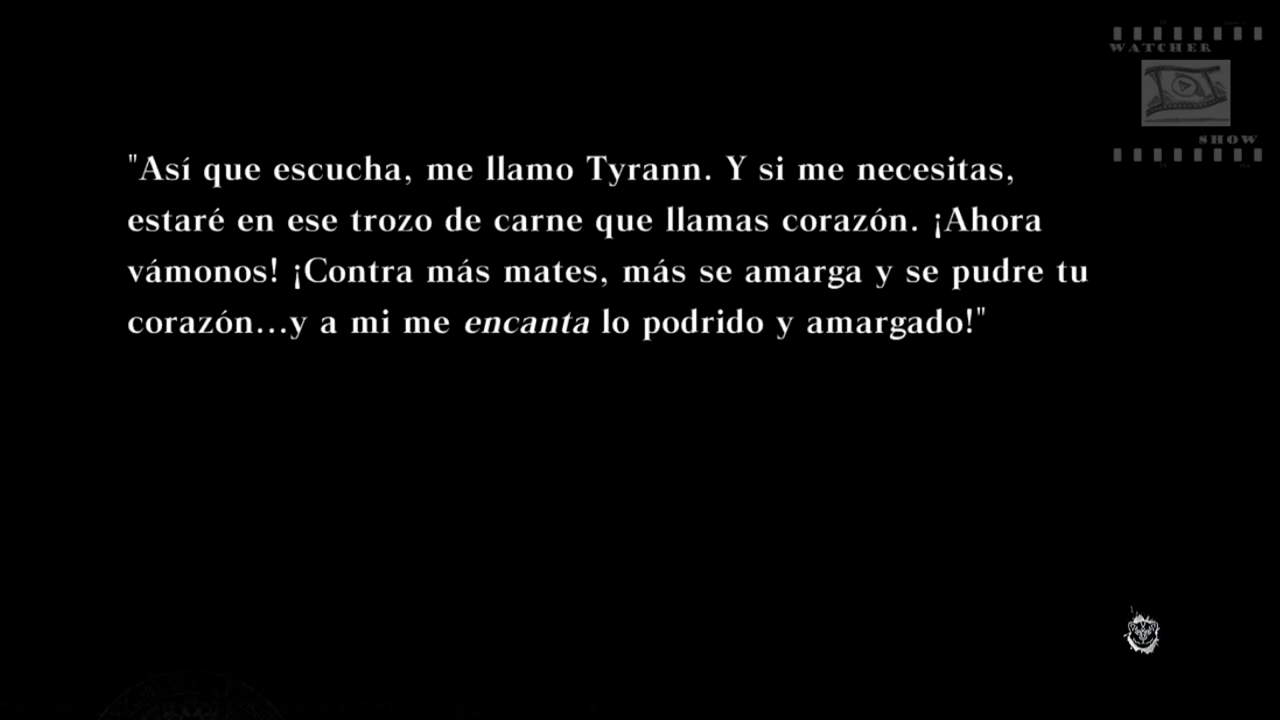 WATCHER
SHOW
"Así que escucha, me llamo Tyrann. Y si me necesitas,
estaré en ese trozo de carne que llamas corazón. ¡Ahora
vámonos! ¡Contra más mates, más se amarga y se pudre tu
corazón...y a mi me encanta lo podrido y amargado!"